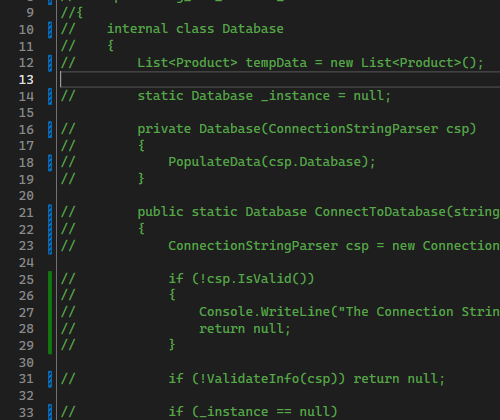 9 //{
10 //    internal class Database
11 //    {
12 //        List<Product> tempData = new List<Product>();
13
14 //        static Database _instance = null;
15
16 //        private Database(ConnectionStringParser csp)
17 //        {
18 //            PopulateData(csp.Database);
19 //        }
20
21 //        public static Database ConnectToDatabase(string
22 //        {
23 //            ConnectionStringParser csp = new Connection
24
25 //            if (!csp.IsValid())
26 //            {
27 //                Console.WriteLine("The Connection Strin
28 //                return null;
29 //            }
30
31 //            if (!ValidateInfo(csp)) return null;
32
33 //            if (_instance == null)